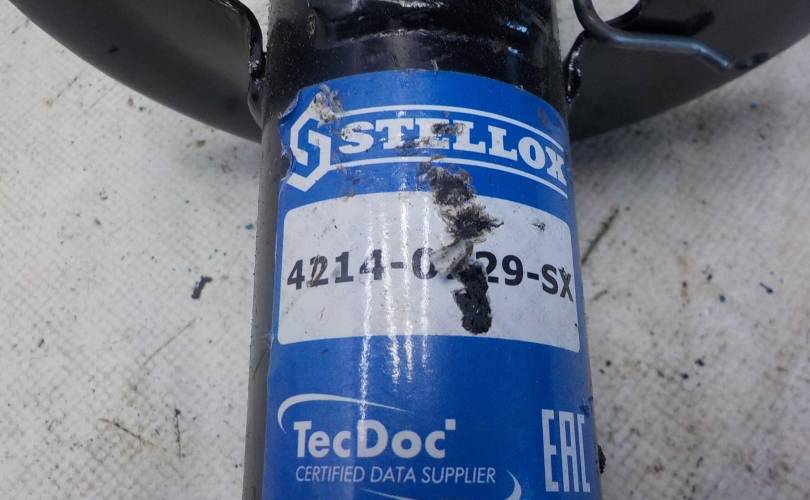 STELLOX
TecDoc
CERTIFIED DATA SUPPLIER
EAC